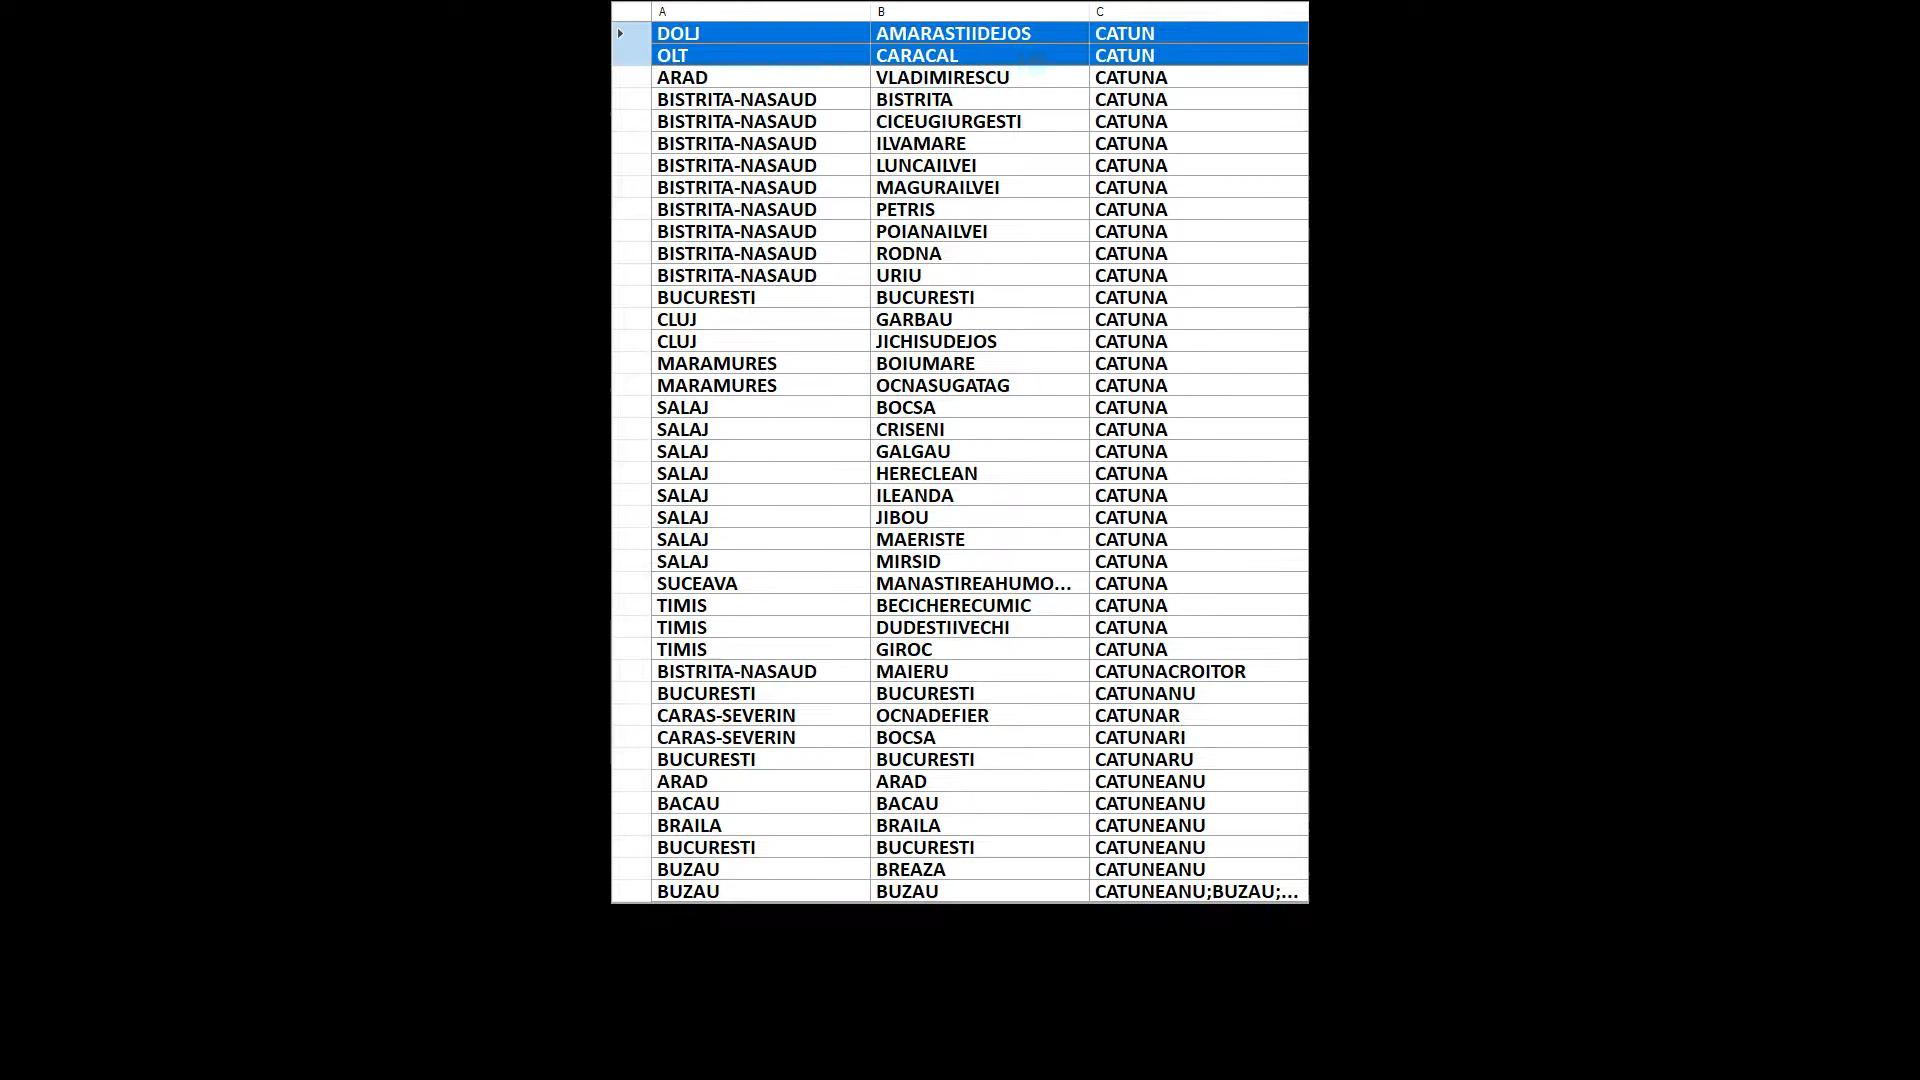 A B C
DOLJ AMARASTIIDEJOS CATUN
OLT CARACAL CATUN
ARAD VLADIMIRESCU CATUNA
BISTRITA-NASAUD BISTRITA CATUNA
BISTRITA-NASAUD CICEUGIURGESTI CATUNA
BISTRITA-NASAUD ILVAMARE CATUNA
BISTRITA-NASAUD LUNCAILVEI CATUNA
BISTRITA-NASAUD MAGURAILVEI CATUNA
BISTRITA-NASAUD PETRIS CATUNA
BISTRITA-NASAUD POIANAILVEI CATUNA
BISTRITA-NASAUD RODNA CATUNA
BISTRITA-NASAUD URIU CATUNA
BUCURESTI BUCURESTI CATUNA
CLUJ GARBAU CATUNA
CLUJ JICHISUDEJOS CATUNA
MARAMURES BOIUMARE CATUNA
MARAMURES OCNASUGATAG CATUNA
SALAJ BOCSA CATUNA
SALAJ CRISENI CATUNA
SALAJ GALGAU CATUNA
SALAJ HERECLEAN CATUNA
SALAJ ILEANDA CATUNA
SALAJ JIBOU CATUNA
SALAJ MAERISTE CATUNA
SALAJ MIRSID CATUNA
SUCEAVA MANASTIREAHUMO... CATUNA
TIMIS BECICHERECUMIC CATUNA
TIMIS DUDESTIIVECHI CATUNA
TIMIS GIROC CATUNA
BISTRITA-NASAUD MAIERU CATUNACROITOR
BUCURESTI BUCURESTI CATUNANU
CARAS-SEVERIN OCNADEFIER CATUNAR
CARAS-SEVERIN BOCSA CATUNARI
BUCURESTI BUCURESTI CATUNARU
ARAD ARAD CATUNEANU
BACAU BACAU CATUNEANU
BRAILA BRAILA CATUNEANU
BUCURESTI BUCURESTI CATUNEANU
BUZAU BREAZA CATUNEANU
BUZAU BUZAU CATUNEANU;BUZAU;...